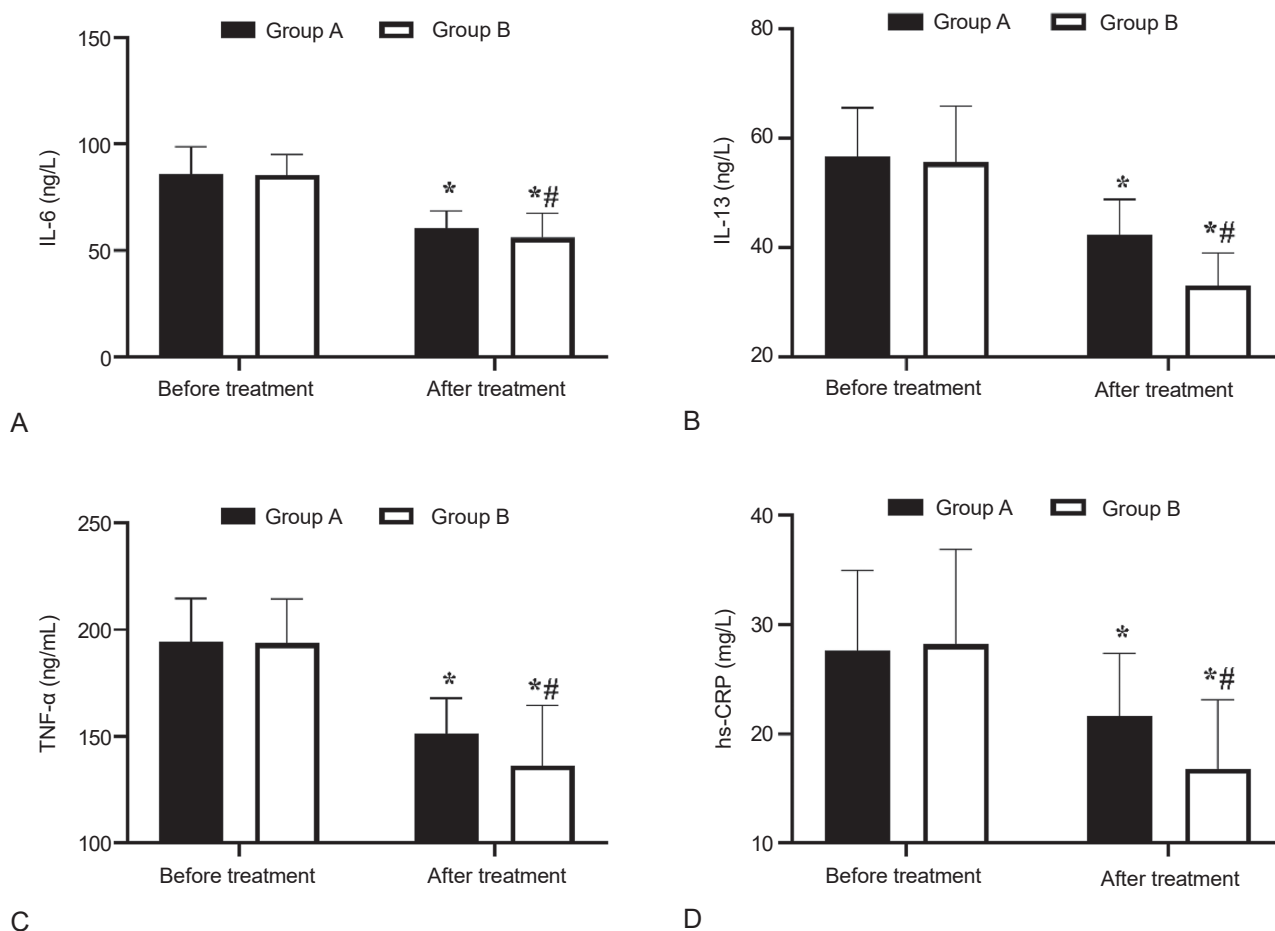 Group A Group B
150
100
50
0
IL-6 (ng/L)
*
*#
Before treatment After treatment
A
Group A Group B
80
60
40
20
IL-13 (ng/mL)
*
*#
Before treatment After treatment
B
Group A Group B
250
200
150
100
TNF-α (ng/mL)
*
*#
Before treatment After treatment
C
Group A Group B
40
30
20
10
hs-CRP (mg/L)
*
*#
Before treatment After treatment
D